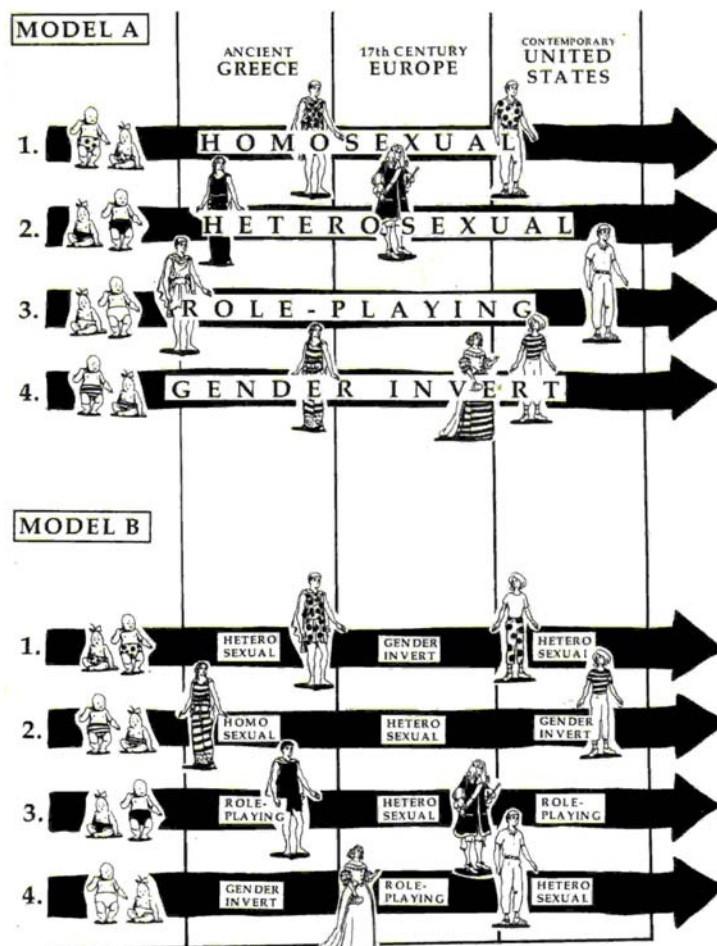 MODEL A
ANCIENT
GREECE
17th CENTURY
EUROPE
CONTEMPORARY
UNITED
STATES
1. HOMOSEXUAL
2. HETEROSEXUAL
3. ROLE-PLAYING
4. GENDER INVERT
MODEL B
1.
HETERO
SEXUAL
GENDER
INVERT
HETERO
SEXUAL
2.
HOMO
SEXUAL
HETERO
SEXUAL
GENDER
INVERT
3.
ROLE-
PLAYING
HETERO
SEXUAL
ROLE-
PLAYING
4.
GENDER
INVERT
ROLE-
PLAYING
HETERO
SEXUAL